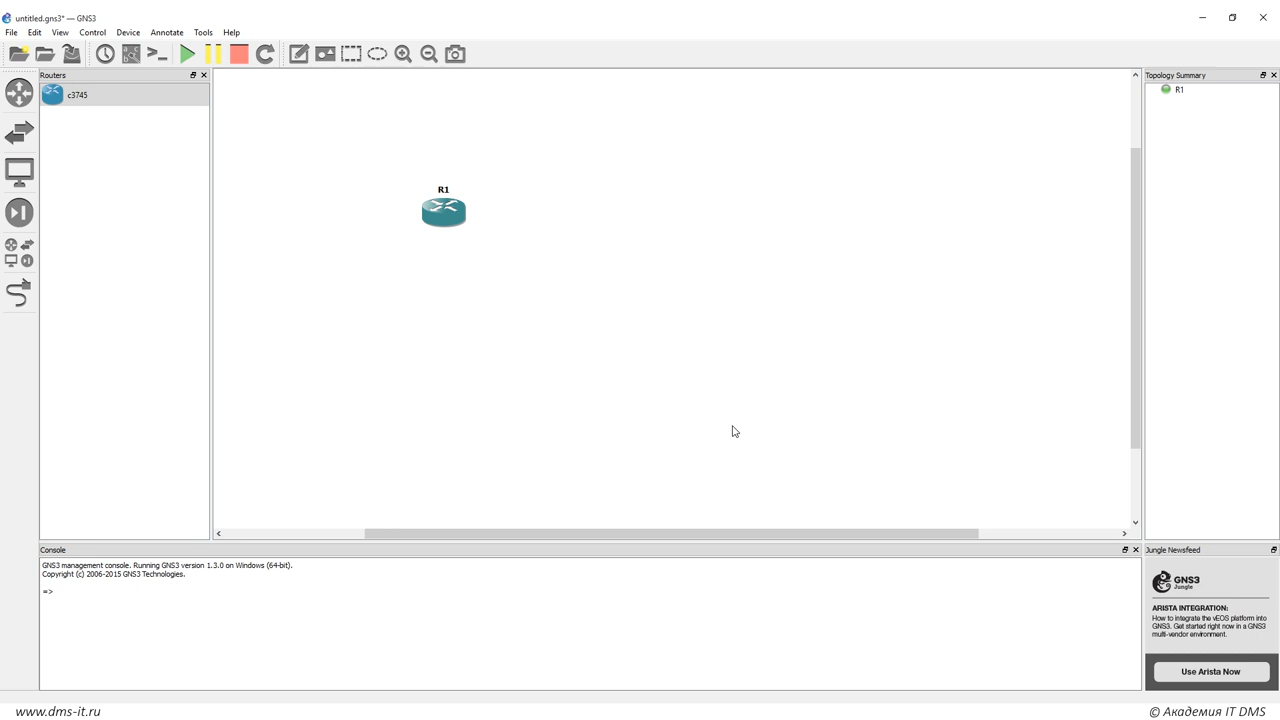 untitled.gns3* — GNS3
File Edit View Control Device Annotate Tools Help
Routers
c3745
R1
Topology Summary
R1
Console
GNS3 management console. Running GNS3 version 1.3.0 on Windows (64-bit).
Copyright (c) 2006-2015 GNS3 Technologies.
=>
Jungle Newsfeed
GNS3
Jungle
ARISTA INTEGRATION:
How to integrate the vEOS platform into
GNS3. Get started right now in a GNS3
multi-vendor environment.
Use Arista Now
www.dms-it.ru
© Академия IT DMS